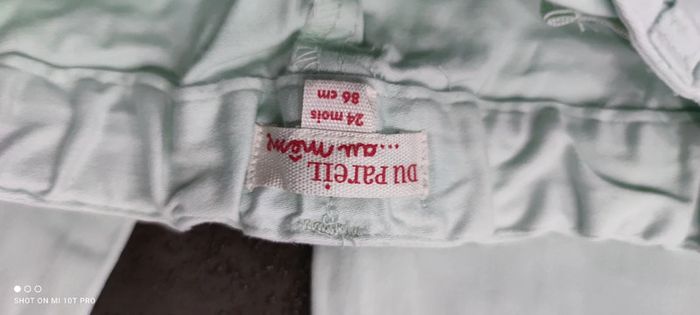 DU PAREIL
...au même
24 mois
86 cm
SHOT ON MI 10T PRO